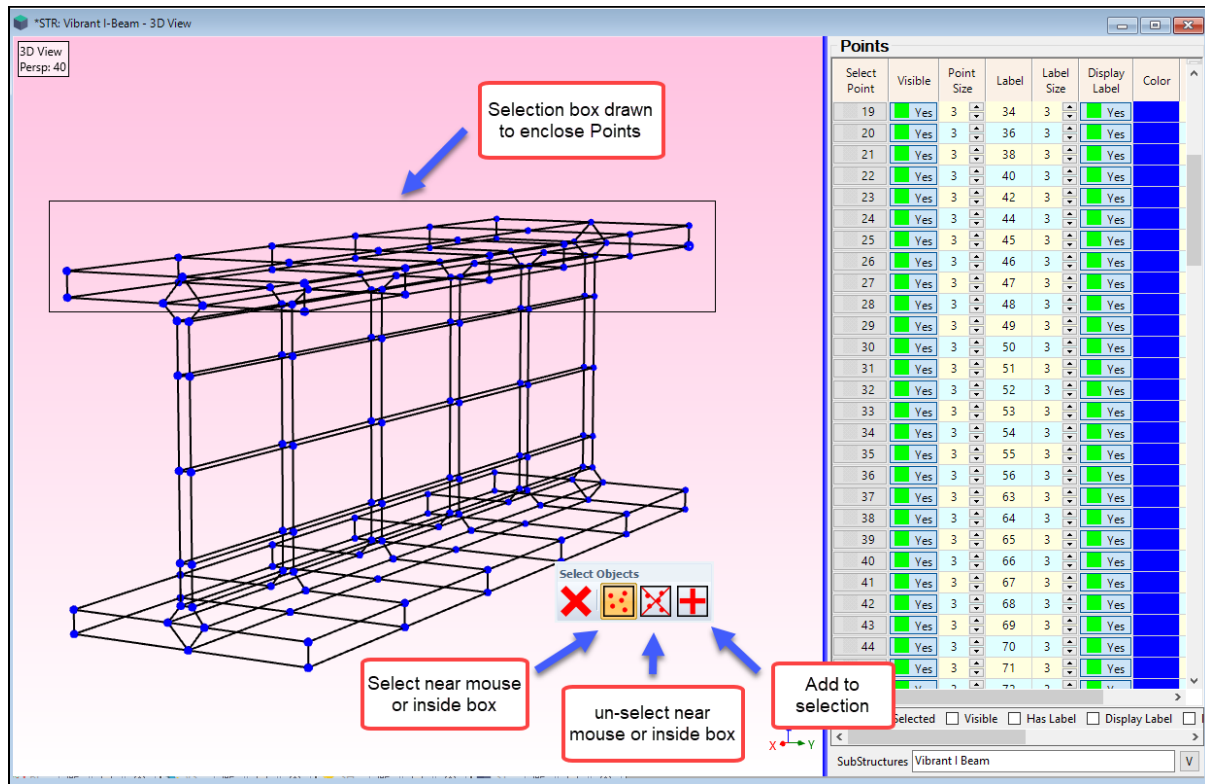 *STR: Vibrant I-Beam - 3D View
3D View
Persp: 40
Selection box drawn
to enclose Points
Select Objects
Select near mouse
or inside box
un-select near
mouse or inside box
Add to
selection
X Y
Points
Select Point Visible Point Size Label Label Size Display Label Color
19 Yes 3 34 3 Yes
20 Yes 3 36 3 Yes
21 Yes 3 38 3 Yes
22 Yes 3 40 3 Yes
23 Yes 3 42 3 Yes
24 Yes 3 44 3 Yes
25 Yes 3 45 3 Yes
26 Yes 3 46 3 Yes
27 Yes 3 47 3 Yes
28 Yes 3 48 3 Yes
29 Yes 3 49 3 Yes
30 Yes 3 50 3 Yes
31 Yes 3 51 3 Yes
32 Yes 3 52 3 Yes
33 Yes 3 53 3 Yes
34 Yes 3 54 3 Yes
35 Yes 3 55 3 Yes
36 Yes 3 56 3 Yes
37 Yes 3 63 3 Yes
38 Yes 3 64 3 Yes
39 Yes 3 65 3 Yes
40 Yes 3 66 3 Yes
41 Yes 3 67 3 Yes
42 Yes 3 68 3 Yes
43 Yes 3 69 3 Yes
44 Yes 3 70 3 Yes
Yes 3 71 3 Yes
selected Visible Has Label Display Label
SubStructures Vibrant I Beam V